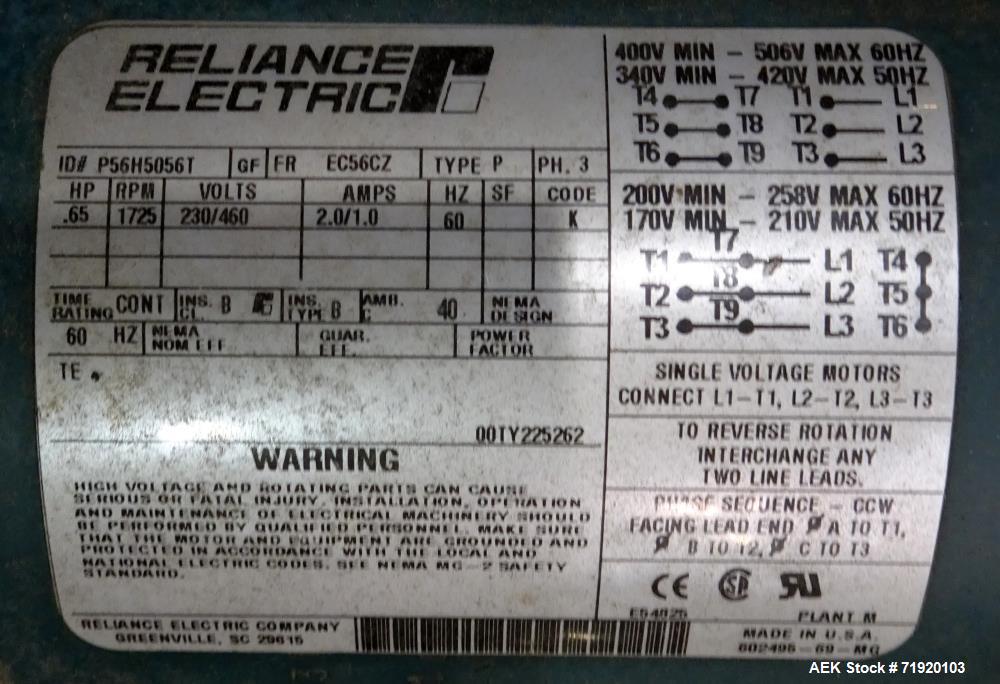 RELIANCE
ELECTRIC
ID# P56H5056T GF FR EC56CZ TYPE P PH. 3
HP RPM VOLTS AMPS HZ SF CODE
.65 1725 230/460 2.0/1.0 60 K
TIME RATING CONT INS. CL. B INS. TYPE B AMB. C 40 NEMA DESIGN
60 HZ NEMA NOM EFF GUAR. EFF. POWER FACTOR
TE
00TY225262
WARNING
HIGH VOLTAGE AND ROTATING PARTS CAN CAUSE
SERIOUS OR FATAL INJURY. INSTALLATION, OPERATION
AND MAINTENANCE OF ELECTRICAL MACHINERY SHOULD
BE PERFORMED BY QUALIFIED PERSONNEL. MAKE SURE
THAT THE MOTOR AND EQUIPMENT ARE GROUNDED AND
PROTECTED IN ACCORDANCE WITH THE LOCAL AND
NATIONAL ELECTRIC CODES. SEE NEMA MG-2 SAFETY
STANDARD.
RELIANCE ELECTRIC COMPANY
GREENVILLE, SC 29615
400V MIN - 506V MAX 60HZ
340V MIN - 420V MAX 50HZ
T4 T7 T1 L1
T5 T8 T2 L2
T6 T9 T3 L3
200V MIN - 258V MAX 60HZ
170V MIN - 210V MAX 50HZ
T7
T1 L1 T4
T8
T2 L2 T5
T9
T3 L3 T6
SINGLE VOLTAGE MOTORS
CONNECT L1-T1, L2-T2, L3-T3
TO REVERSE ROTATION
INTERCHANGE ANY
TWO LINE LEADS.
PHASE SEQUENCE - CCW
FACING LEAD END Ø A TO T1,
Ø B TO T2, Ø C TO T3
CE SA UR
E54825 PLANT M
MADE IN U.S.A.
602495-69-MG
AEK Stock # 71920103